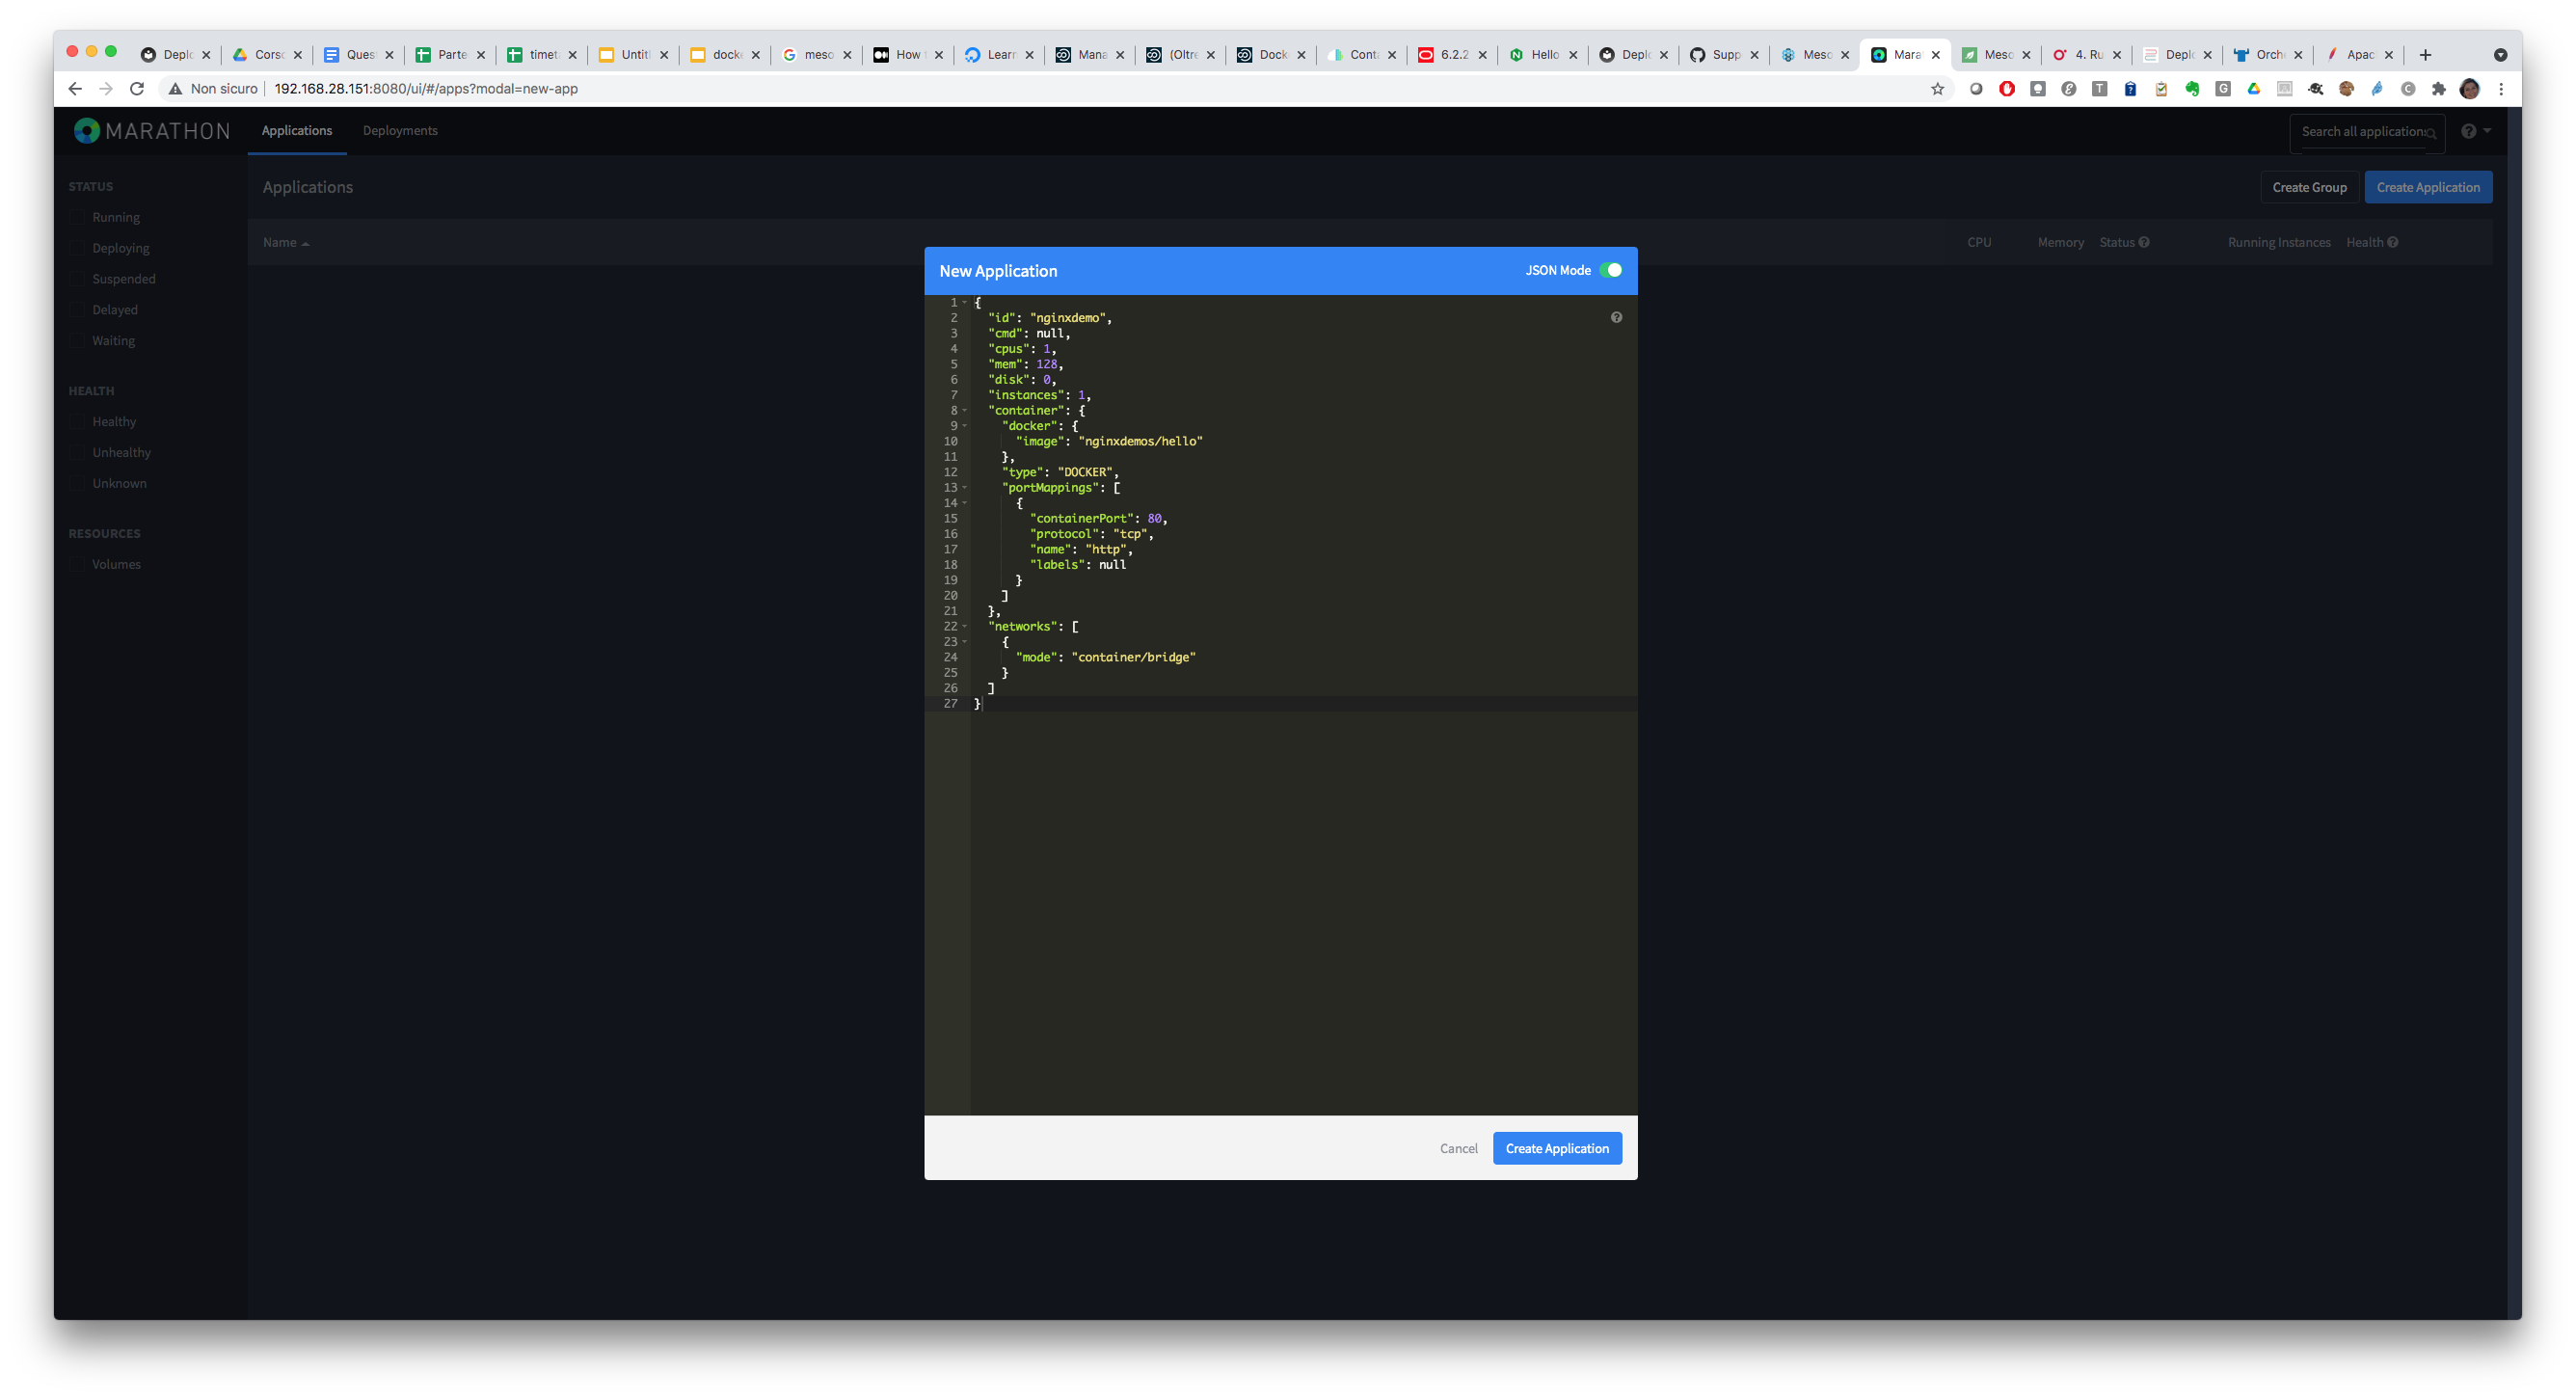 Deplo
Corso
Ques
Parte
timeta
Untitl
docke
meso
How t
Learn
Mana
(Oltre
Dock
Conta
6.2.2
Hello
Deplo
Supp
Meso
Mara
Meso
4. Ru
Deplo
Orche
Apac
Non sicuro 192.168.28.151:8080/ui/#/apps?modal=new-app
MARATHON
Applications
Deployments
Search all application
STATUS
Running
Deploying
Suspended
Delayed
Waiting
HEALTH
Healthy
Unhealthy
Unknown
RESOURCES
Volumes
Applications
Create Group
Create Application
Name
CPU
Memory
Status
Running Instances
Health
New Application
JSON Mode
1 {
2 "id": "nginxdemo",
3 "cmd": null,
4 "cpus": 1,
5 "mem": 128,
6 "disk": 0,
7 "instances": 1,
8 "container": {
9 "docker": {
10 "image": "nginxdemos/hello"
11 },
12 "type": "DOCKER",
13 "portMappings": [
14 {
15 "containerPort": 80,
16 "protocol": "tcp",
17 "name": "http",
18 "labels": null
19 }
20 ]
21 },
22 "networks": [
23 {
24 "mode": "container/bridge"
25 }
26 ]
27 }
Cancel
Create Application